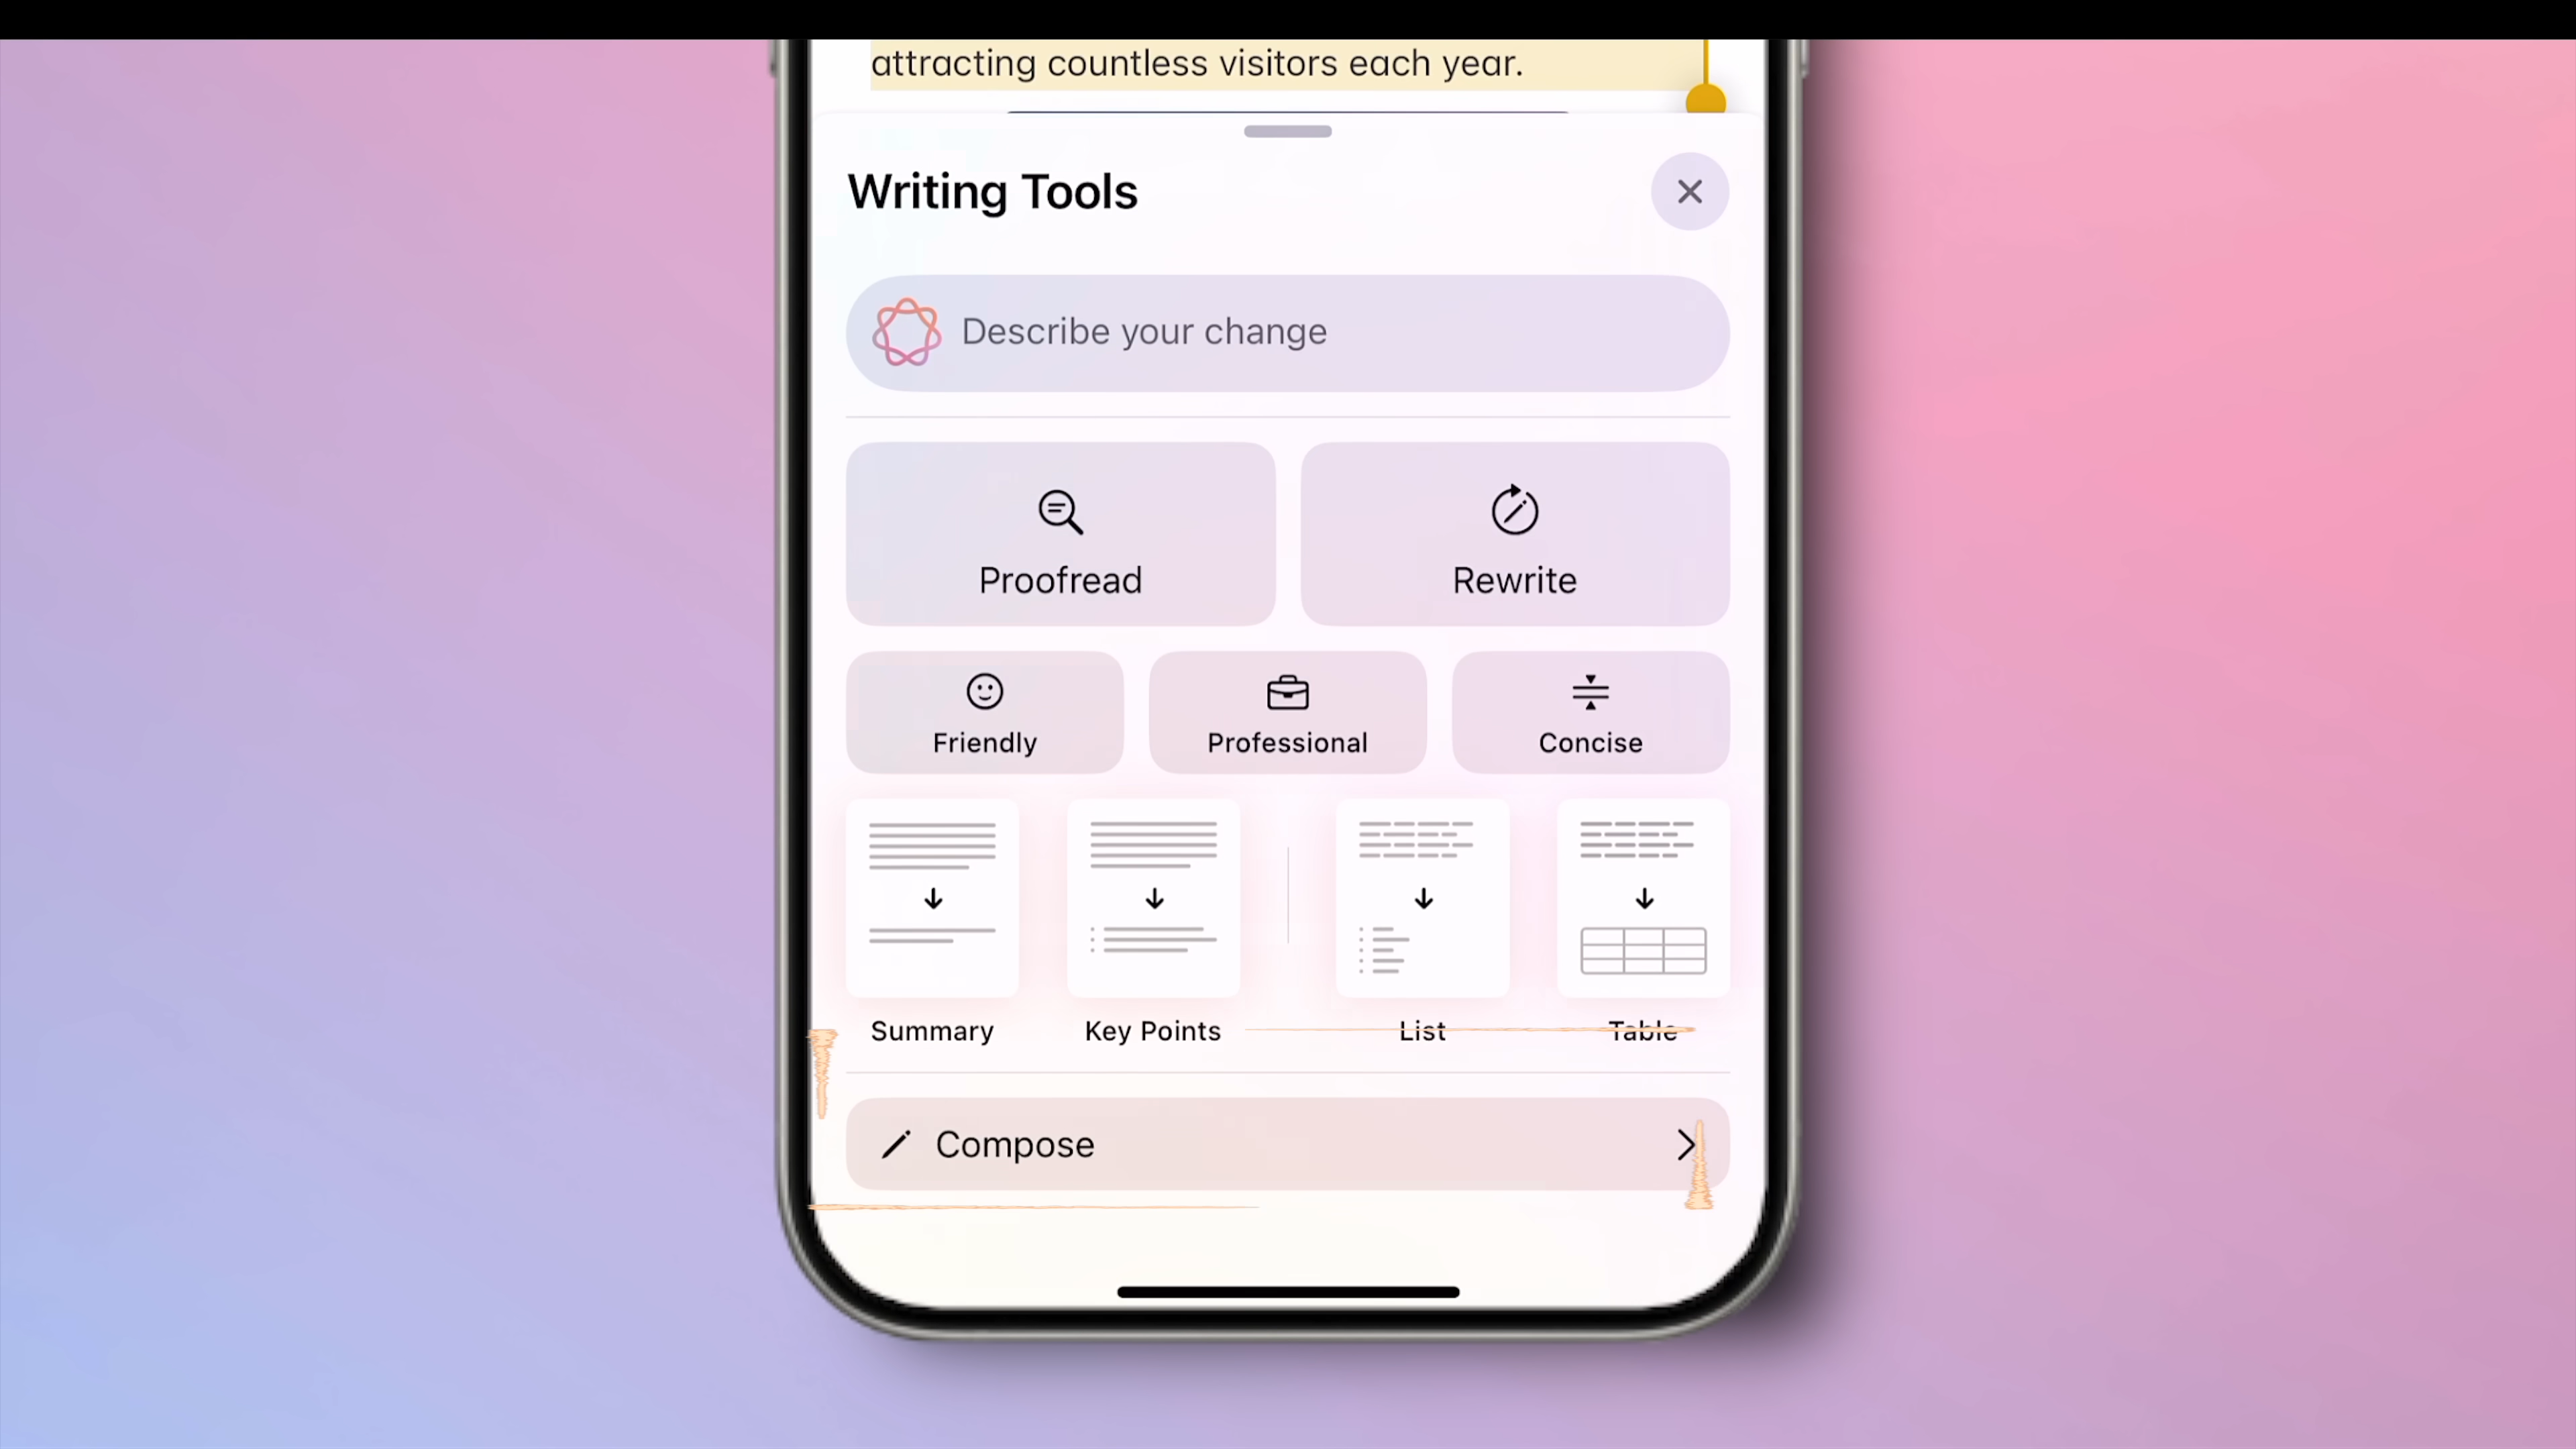 attracting countless visitors each year.
Writing Tools
Describe your change
Proofread
Rewrite
Friendly
Professional
Concise
Summary
Key Points
List
Table
Compose